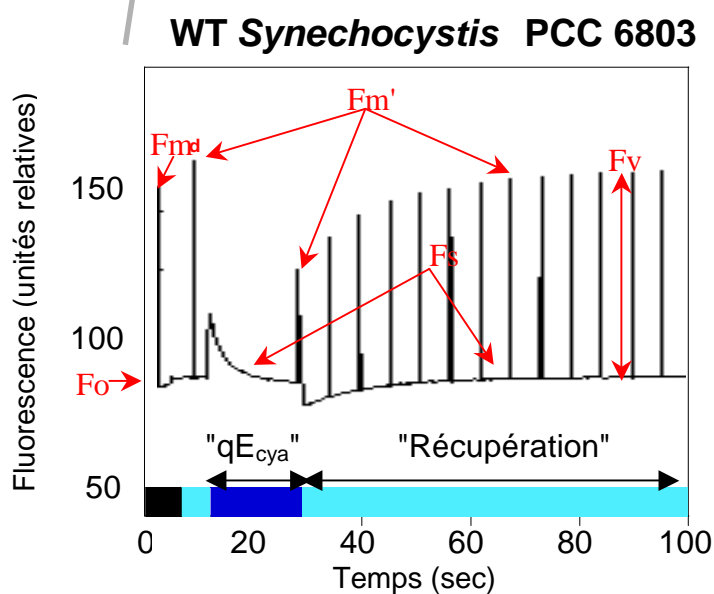 WT Synechocystis PCC 6803
Fluorescence (unités relatives)
150
100
50
Fmd
Fm'
Fv
Fs
Fo
"qEcya"
"Récupération"
0 20 40 60 80 100
Temps (sec)